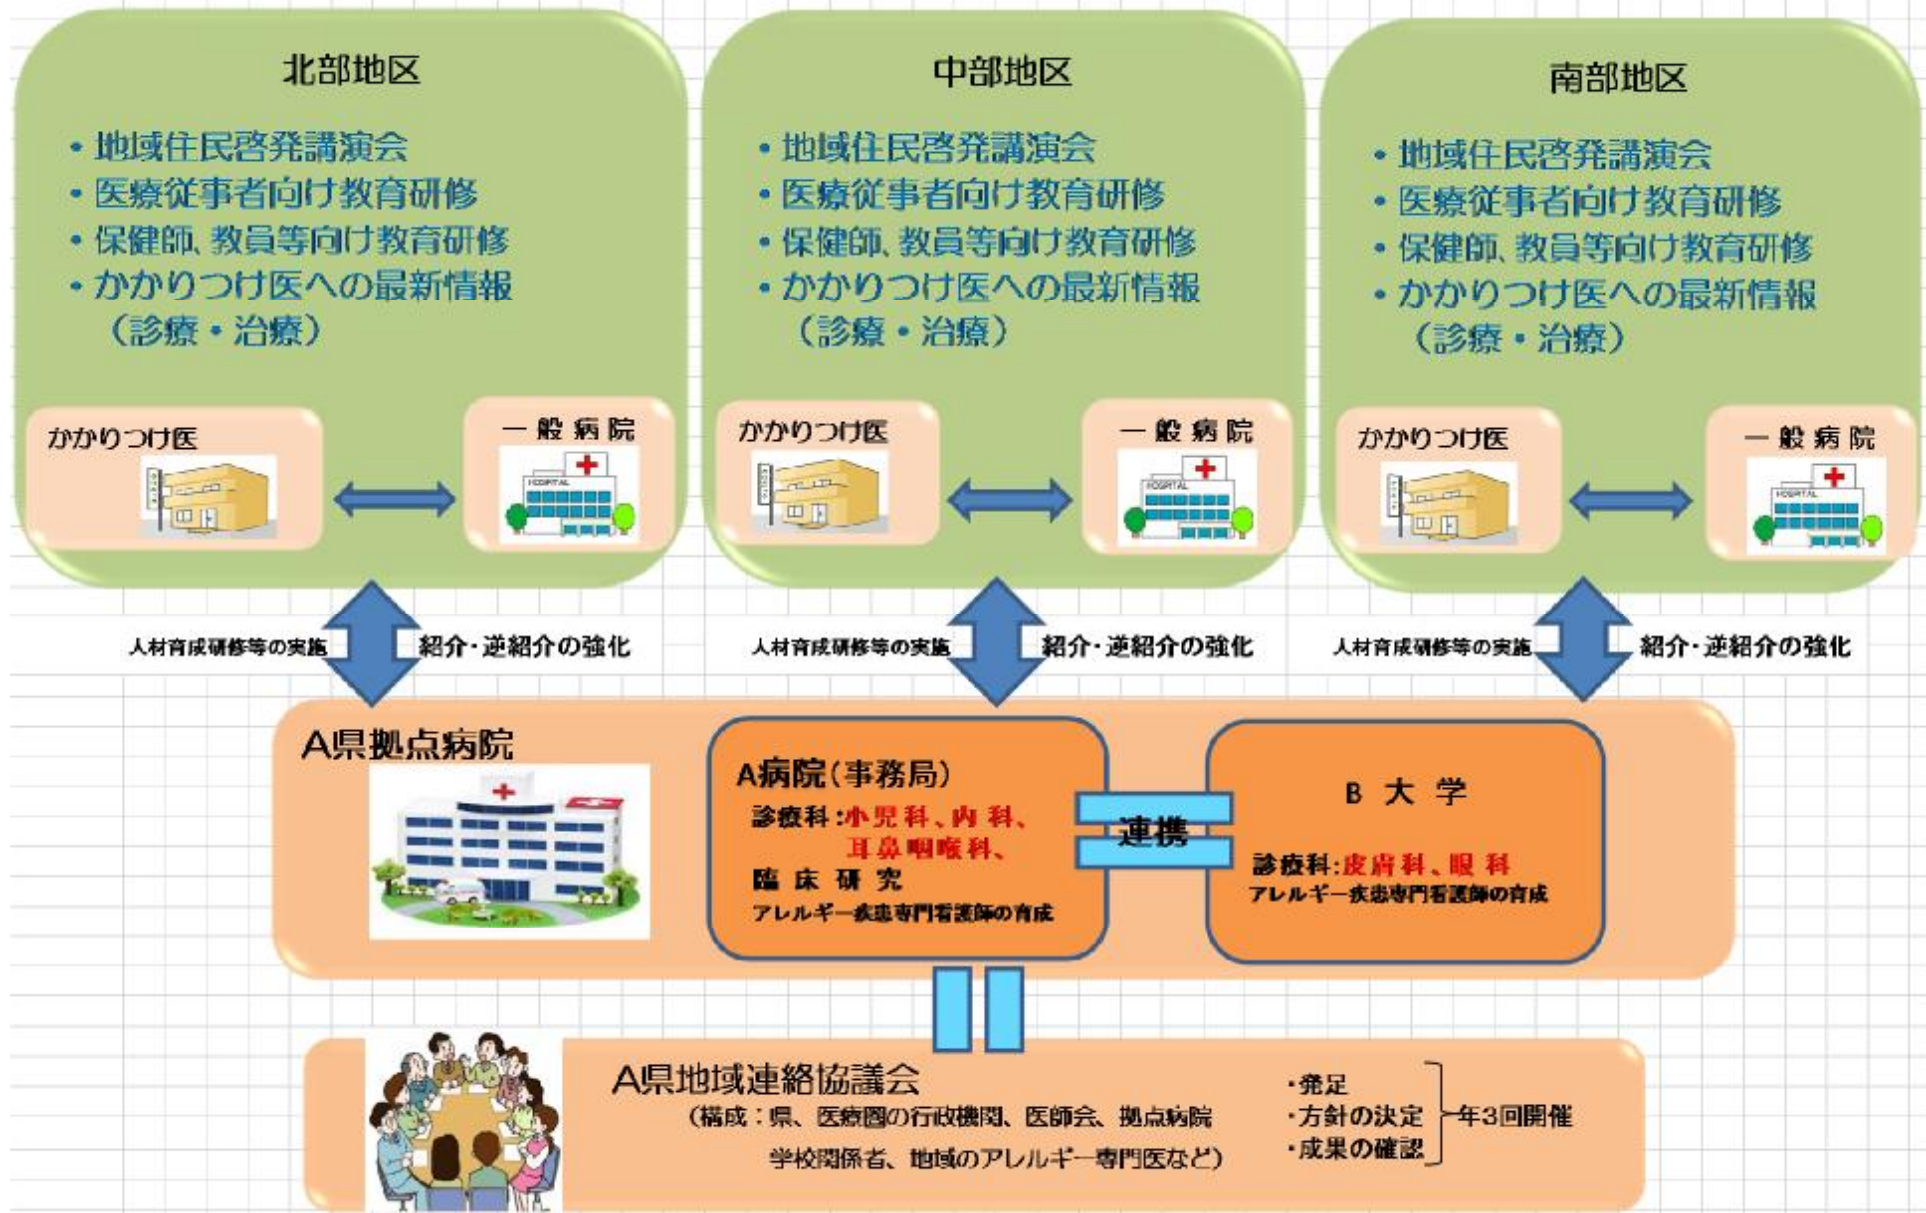 北部地区
・地域住民啓発講演会
・医療従事者向け教育研修
・保健師、教員等向け教育研修
・かかりつけ医への最新情報
（診療・治療）
かかりつけ医
一般病院
HOSPITAL
中部地区
・地域住民啓発講演会
・医療従事者向け教育研修
・保健師、教員等向け教育研修
・かかりつけ医への最新情報
（診療・治療）
かかりつけ医
一般病院
HOSPITAL
南部地区
・地域住民啓発講演会
・医療従事者向け教育研修
・保健師、教員等向け教育研修
・かかりつけ医への最新情報
（診療・治療）
かかりつけ医
一般病院
HOSPITAL
人材育成研修等の実施
紹介・逆紹介の強化
人材育成研修等の実施
紹介・逆紹介の強化
人材育成研修等の実施
紹介・逆紹介の強化
A県拠点病院
A病院(事務局)
診療科:小児科、内科、
耳鼻咽喉科、
臨床研究
アレルギー疾患専門看護師の育成
連携
B大学
診療科:皮膚科、眼科
アレルギー疾患専門看護師の育成
A県地域連絡協議会
（構成：県、医療圏の行政機関、医師会、拠点病院
学校関係者、地域のアレルギー専門医など）
・発足
・方針の決定
・成果の確認
年3回開催